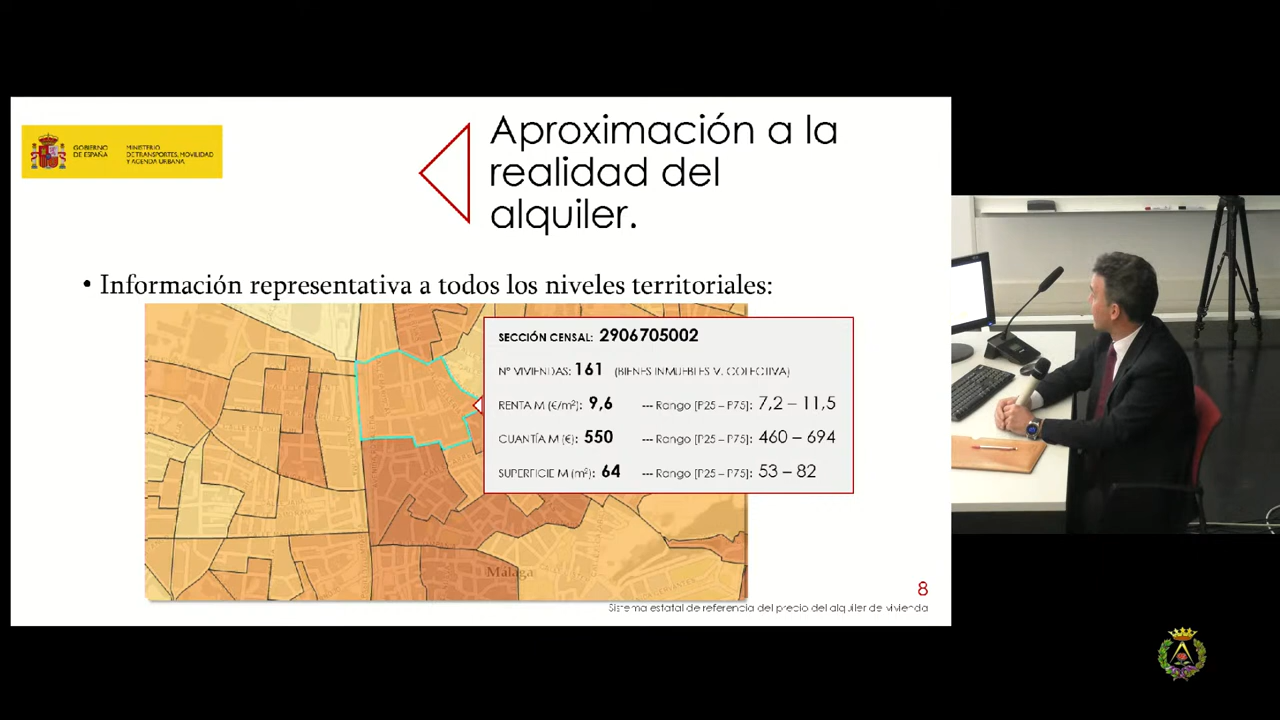 GOBIERNO
DE ESPAÑA
MINISTERIO
DE TRANSPORTES, MOVILIDAD
Y AGENDA URBANA
Aproximación a la
realidad del
alquiler.
• Información representativa a todos los niveles territoriales:
SECCIÓN CENSAL: 2906705002
Nº VIVIENDAS: 161 (BIENES INMUEBLES V. COLECTIVA)
RENTA M (€/m²): 9,6 --- Rango [P25 – P75]: 7,2 – 11,5
CUANTÍA M (€): 550 --- Rango [P25 – P75]: 460 – 694
SUPERFICIE M (m²): 64 --- Rango [P25 – P75]: 53 – 82
Málaga
8
Sistema estatal de referencia del precio del alquiler de vivienda